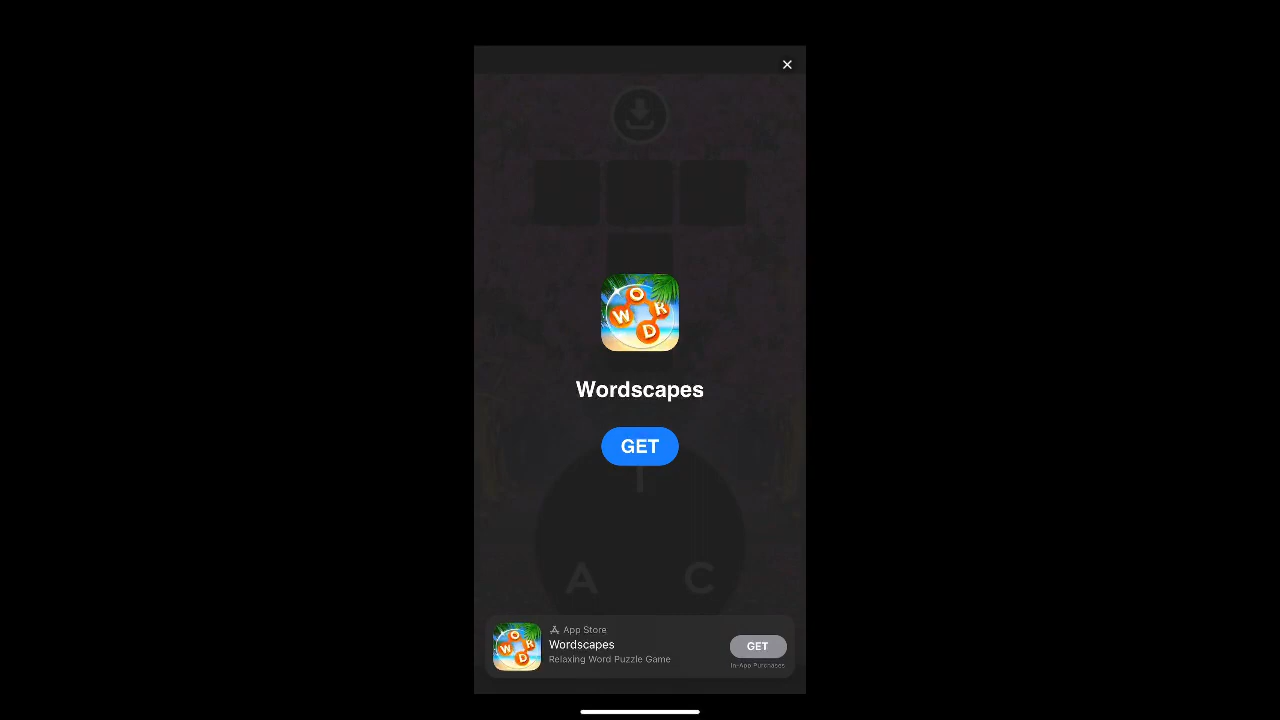 W O R D
Wordscapes
GET
T
A C
App Store
Wordscapes
Relaxing Word Puzzle Game
GET
In-App Purchases
W O R D